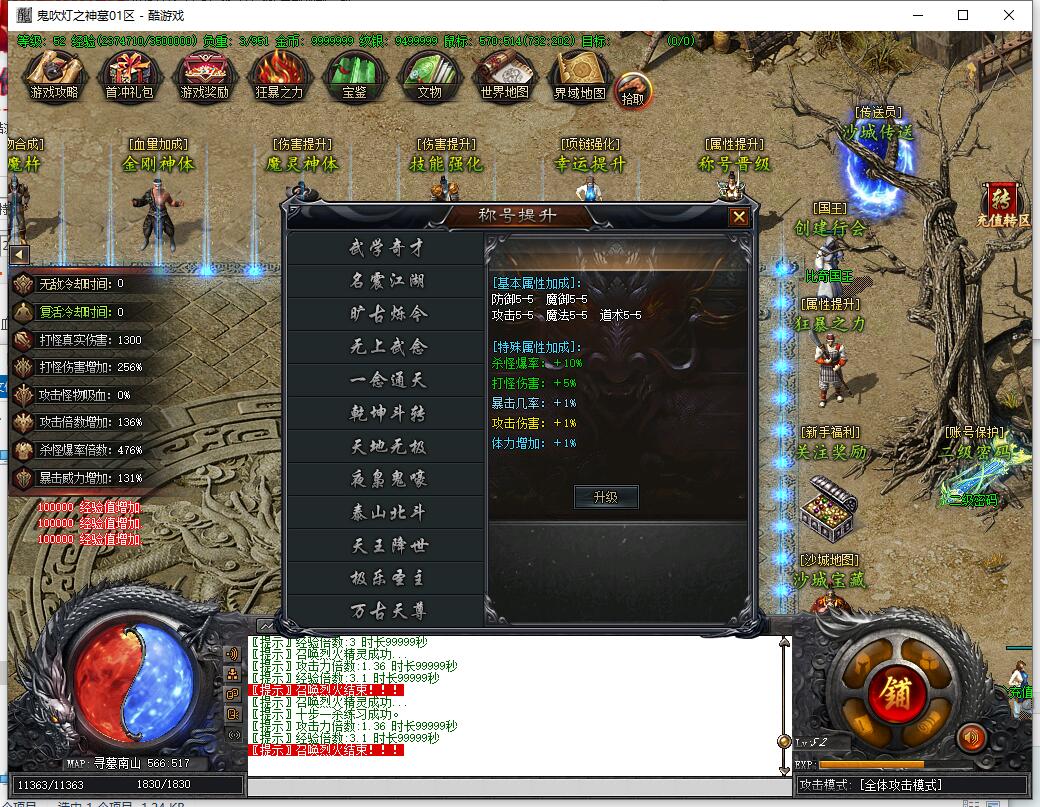 鬼吹灯之神墓01区 - 酷游戏
等级: 52 经验(2374710/3500000) 负重: 3/951 金币: 9999999 纹银: 9499999 鼠标: 570:514(732:202) 目标: (0/0)
游戏攻略
首冲礼包
游戏奖励
狂暴之力
宝鉴
文物
世界地图
界域地图
拾取
[传送员]
沙城传送
物合成]
魔杵
[血量加成]
金刚神体
[伤害提升]
魔灵神体
[伤害提升]
技能强化
[项链强化]
幸运提升
[属性提升]
称号晋级
转
充值转区
[国王]
创建行会
比奇国王
[属性提升]
狂暴之力
[新手福利]
关注奖励
[账号保护]
二级密码
二级密码
[沙城地图]
沙城宝藏
无敌冷却时间: 0
复活冷却时间: 0
打怪真实伤害: 1300
打怪伤害增加: 256%
攻击怪物吸血: 0%
攻击倍数增加: 136%
杀怪爆率倍数: 476%
暴击威力增加: 131%
100000 经验值增加.
100000 经验值增加.
100000 经验值增加.
称号提升
武学奇才
名震江湖
旷古烁今
无上武念
一念通天
乾坤斗转
天地无极
夜枭鬼嚎
泰山北斗
天王降世
极乐圣主
万古天尊
[基本属性加成]:
防御5-5 魔御5-5
攻击5-5 魔法5-5 道术5-5
[特殊属性加成]:
杀怪爆率: +10%
打怪伤害: +5%
暴击几率: +1%
攻击伤害: +1%
体力增加: +1%
升级
〖提示〗经验倍数:3 时长99999秒
〖提示〗召唤烈火精灵成功...
〖提示〗攻击力倍数:1.36 时长99999秒
〖提示〗经验倍数:3.1 时长99999秒
〖提示〗召唤烈火结束！！！
〖提示〗召唤烈火精灵成功...
〖提示〗十步一杀练习成功。
〖提示〗攻击力倍数:1.36 时长99999秒
〖提示〗经验倍数:3.1 时长99999秒
〖提示〗召唤烈火结束！！！
MAP: 寻墓南山 566:517
11363/11363 1830/1830
铺
充值
Lv 52
EXP:
攻击模式: [全体攻击模式]